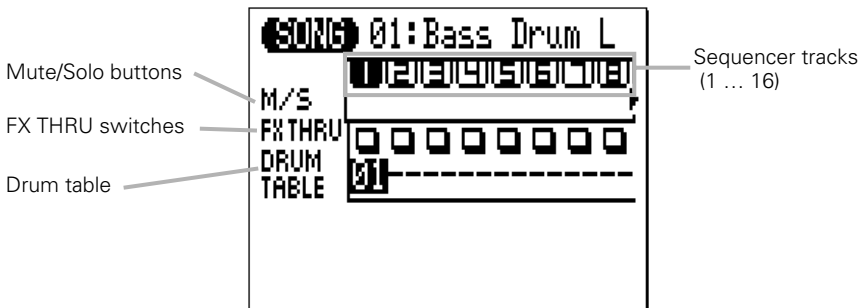 SONG 01:Bass Drum L
Mute/Solo buttons
Sequencer tracks
(1 … 16)
1 2 3 4 5 6 7 8
M/S
FX THRU switches
FX THRU
Drum table
DRUM
TABLE
01--------------